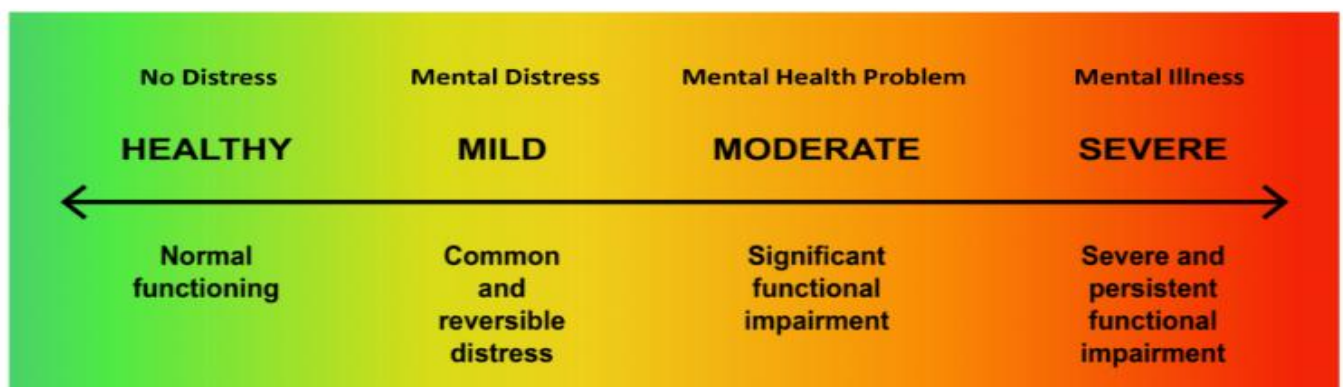 No Distress
Mental Distress
Mental Health Problem
Mental Illness
HEALTHY
MILD
MODERATE
SEVERE
Normal
functioning
Common
and
reversible
distress
Significant
functional
impairment
Severe and
persistent
functional
impairment